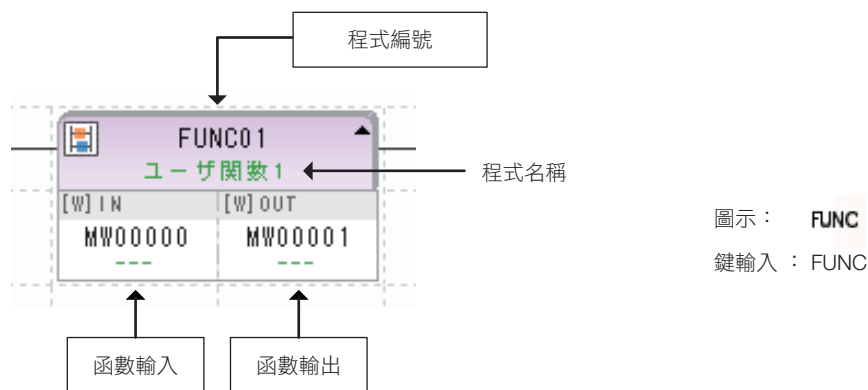 程式編號
FUNC01
ユーザ関数1
程式名稱
[W] IN [W] OUT
MW00000 MW00001
--- ---
圖示： FUNC
鍵輸入 ： FUNC
函數輸入 函數輸出